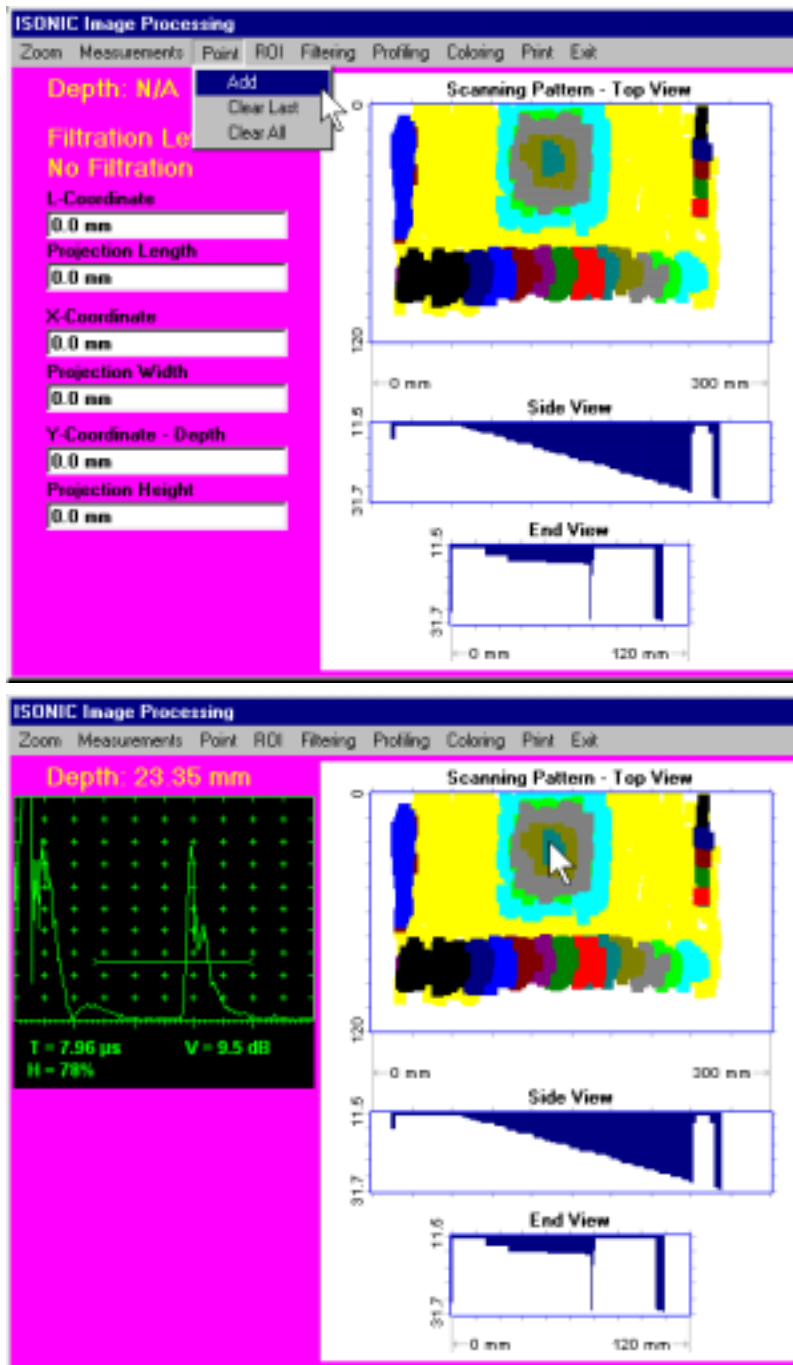 ISONIC Image Processing
Zoom Measurements Point ROI Filtering Profiling Coloring Print Exit
Depth: N/A
Add
Clear Last
Clear All
Filtration Le
No Filtration
L-Coordinate
0.0 mm
Projection Length
0.0 mm
X-Coordinate
0.0 mm
Projection Width
0.0 mm
Y-Coordinate - Depth
0.0 mm
Projection Height
0.0 mm
Scanning Pattern - Top View
0
120
0 mm 300 mm
Side View
11.5
31.7
End View
11.5
31.7
0 mm 120 mm
ISONIC Image Processing
Zoom Measurements Point ROI Filtering Profiling Coloring Print Exit
Depth: 23.35 mm
T = 7.96 µs V = 9.5 dB
H = 78%
Scanning Pattern - Top View
0
120
0 mm 300 mm
Side View
11.5
31.7
End View
11.5
31.7
0 mm 120 mm